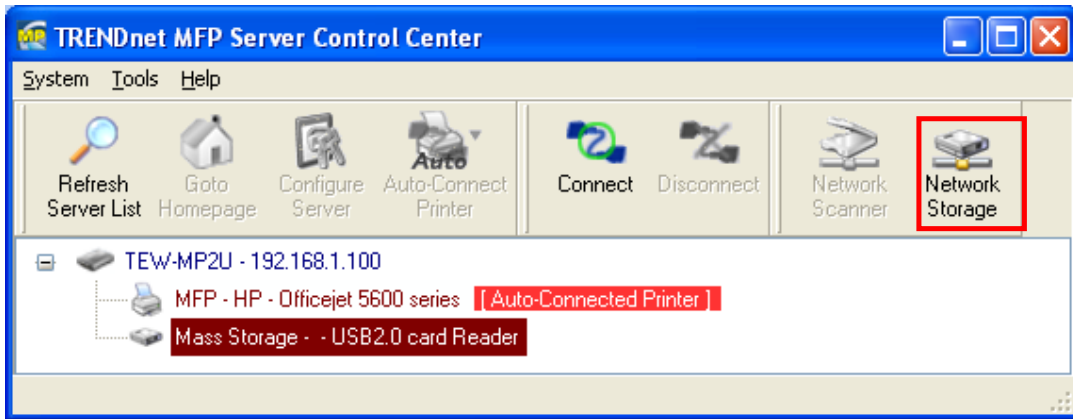 MP TRENDnet MFP Server Control Center
System Tools Help
Refresh Server List
Goto Homepage
Configure Server
Auto
Auto-Connect Printer
Connect
Disconnect
Network Scanner
Network Storage
TEW-MP2U - 192.168.1.100
MFP - HP - Officejet 5600 series [ Auto-Connected Printer ]
Mass Storage - - USB2.0 card Reader